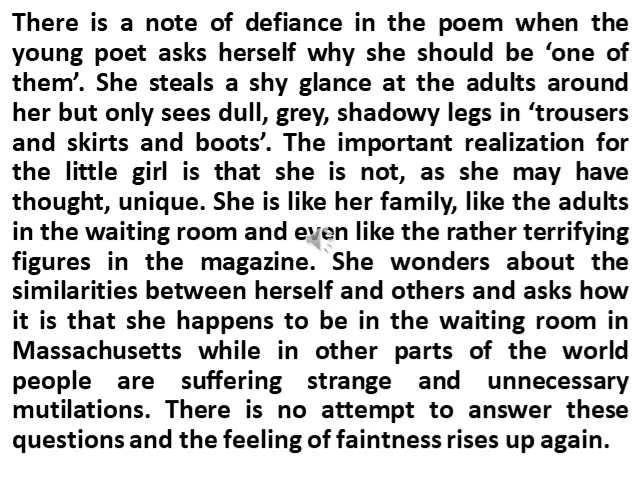 There is a note of defiance in the poem when the
young poet asks herself why she should be ‘one of
them’. She steals a shy glance at the adults around
her but only sees dull, grey, shadowy legs in ‘trousers
and skirts and boots’. The important realization for
the little girl is that she is not, as she may have
thought, unique. She is like her family, like the adults
in the waiting room and even like the rather terrifying
figures in the magazine. She wonders about the
similarities between herself and others and asks how
it is that she happens to be in the waiting room in
Massachusetts while in other parts of the world
people are suffering strange and unnecessary
mutilations. There is no attempt to answer these
questions and the feeling of faintness rises up again.